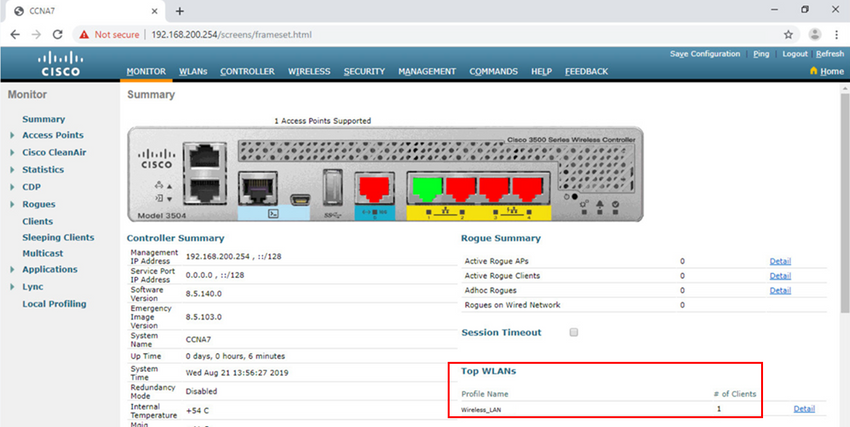 CCNA7
Not secure | 192.168.200.254/screens/frameset.html
Save Configuration Ping Logout Refresh
CISCO
MONITOR WLANs CONTROLLER WIRELESS SECURITY MANAGEMENT COMMANDS HELP FEEDBACK Home
Monitor
Summary
Access Points
Cisco CleanAir
Statistics
CDP
Rogues
Clients
Sleeping Clients
Multicast
Applications
Lync
Local Profiling
Summary
1 Access Points Supported
Cisco 3500 Series Wireless Controller
CISCO
Model 3504
Controller Summary
Management IP Address 192.168.200.254 , ::/128
Service Port IP Address 0.0.0.0 , ::/128
Software Version 8.5.140.0
Emergency Image Version 8.5.103.0
System Name CCNA7
Up Time 0 days, 0 hours, 6 minutes
System Time Wed Aug 21 13:56:27 2019
Redundancy Mode Disabled
Internal Temperature +54 C
Rogue Summary
Active Rogue APs 0 Detail
Active Rogue Clients 0 Detail
Adhoc Rogues 0 Detail
Rogues on Wired Network 0
Session Timeout
Top WLANs
Profile Name # of Clients
Wireless_LAN 1 Detail